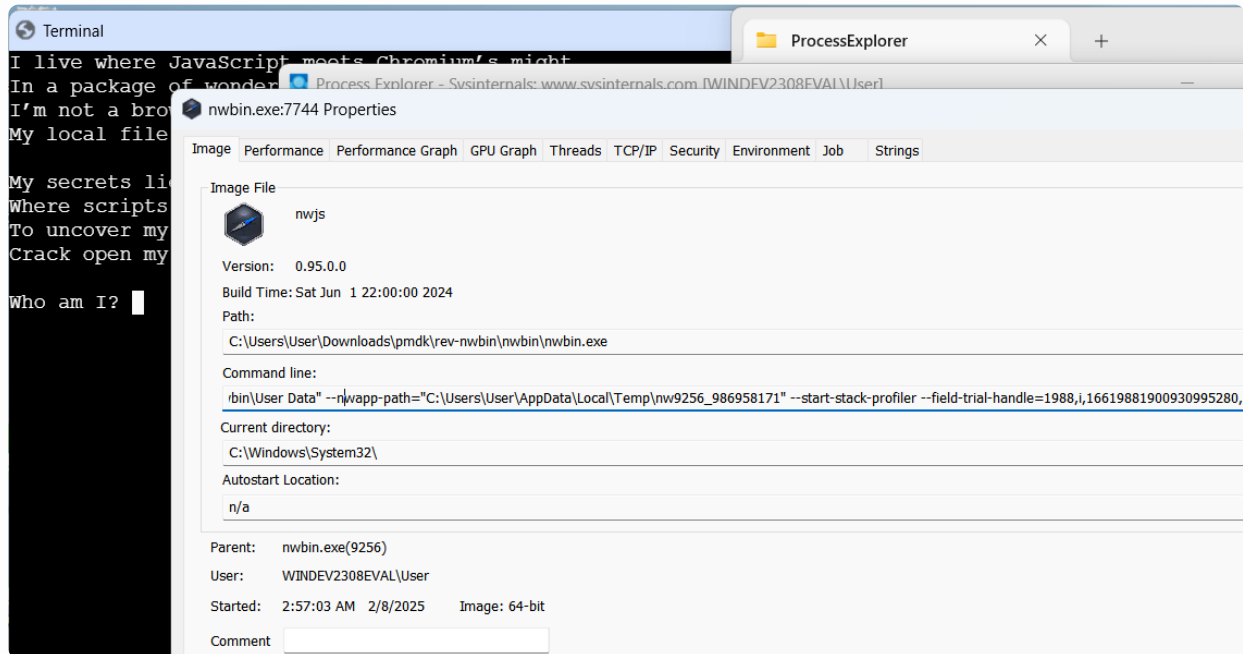 Terminal
I live where JavaScript meets Chromium's might
In a package of wonder
I'm not a bro
My local file
My secrets li
Where scripts
To uncover my
Crack open my
Who am I?
ProcessExplorer
Process Explorer - Sysinternals: www.sysinternals.com [WINDEV2308EVAL\User]
nwbin.exe:7744 Properties
Image Performance Performance Graph GPU Graph Threads TCP/IP Security Environment Job Strings
Image File
nwjs
Version: 0.95.0.0
Build Time: Sat Jun 1 22:00:00 2024
Path:
C:\Users\User\Downloads\pmdk\rev-nwbin\nwbin\nwbin.exe
Command line:
bin\User Data" --nwapp-path="C:\Users\User\AppData\Local\Temp\nw9256_986958171" --start-stack-profiler --field-trial-handle=1988,i,16619881900930995280,
Current directory:
C:\Windows\System32\
Autostart Location:
n/a
Parent: nwbin.exe(9256)
User: WINDEV2308EVAL\User
Started: 2:57:03 AM 2/8/2025 Image: 64-bit
Comment